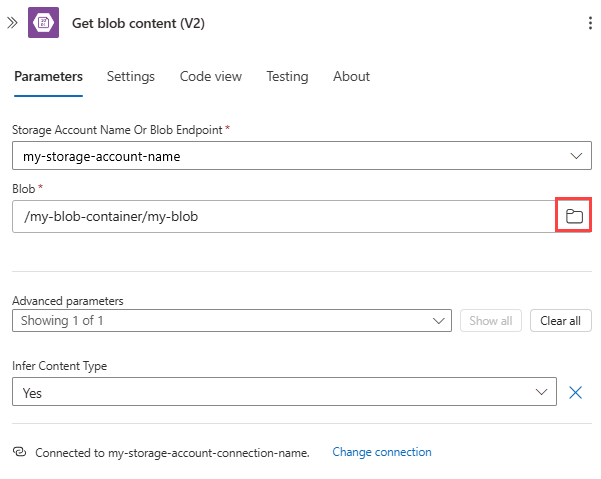 Get blob content (V2)
Parameters Settings Code view Testing About
Storage Account Name Or Blob Endpoint *
my-storage-account-name
Blob *
/my-blob-container/my-blob
Advanced parameters
Showing 1 of 1 Show all Clear all
Infer Content Type
Yes
Connected to my-storage-account-connection-name. Change connection